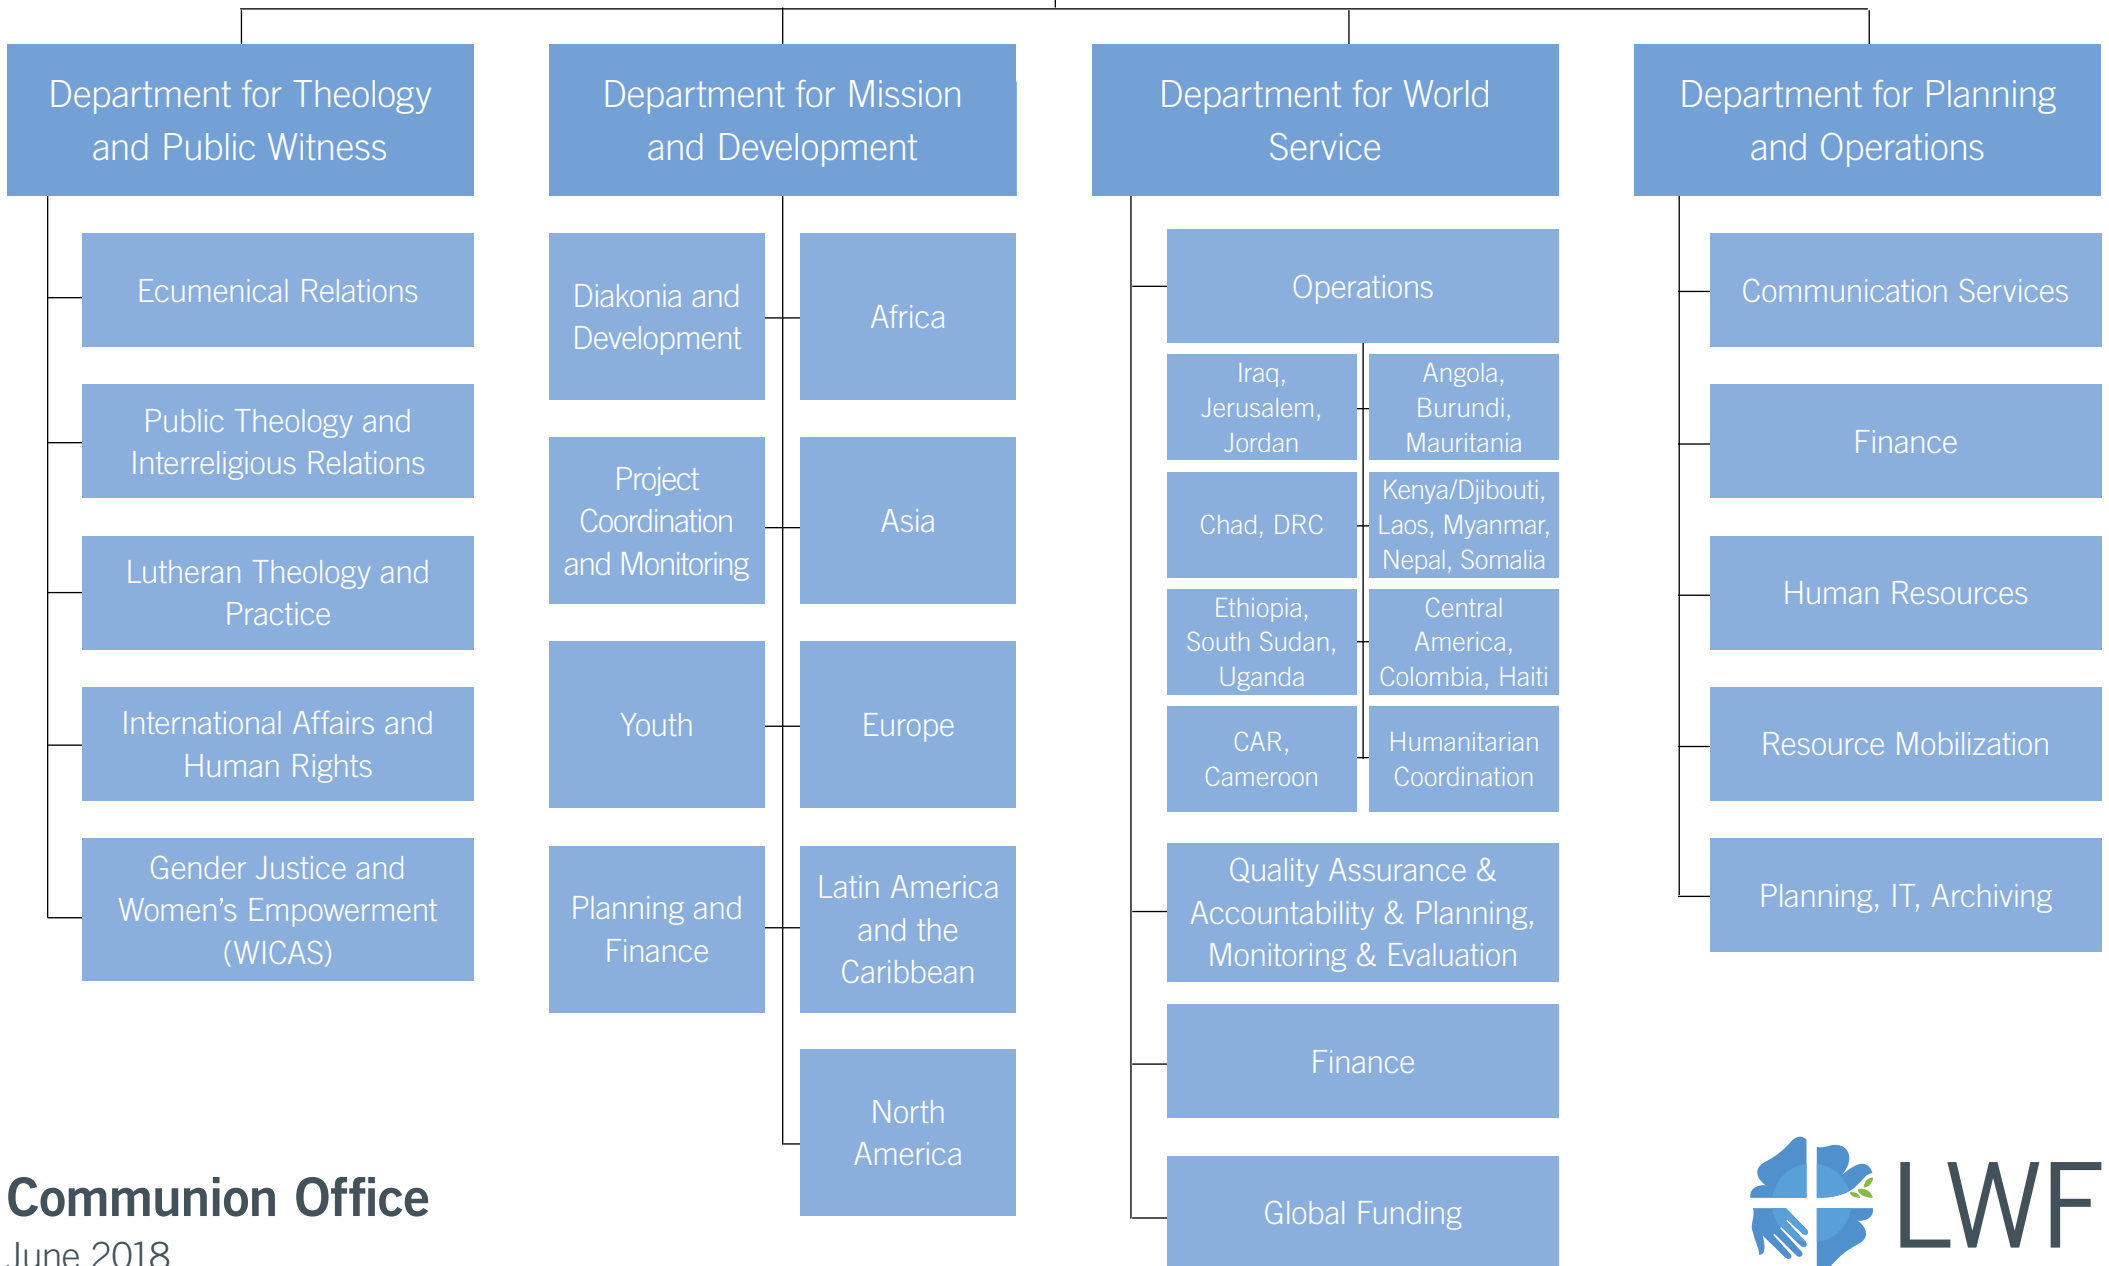 Department for Theology
and Public Witness
Ecumenical Relations
Public Theology and
Interreligious Relations
Lutheran Theology and
Practice
International Affairs and
Human Rights
Gender Justice and
Women's Empowerment
(WICAS)
Department for Mission
and Development
Diakonia and
Development
Project
Coordination
and Monitoring
Youth
Planning and
Finance
Africa
Asia
Europe
Latin America
and the
Caribbean
North
America
Department for World
Service
Operations
Iraq,
Jerusalem,
Jordan
Angola,
Burundi,
Mauritania
Chad, DRC
Kenya/Djibouti,
Laos, Myanmar,
Nepal, Somalia
Ethiopia,
South Sudan,
Uganda
Central
America,
Colombia, Haiti
CAR,
Cameroon
Humanitarian
Coordination
Quality Assurance &
Accountability & Planning,
Monitoring & Evaluation
Finance
Global Funding
Department for Planning
and Operations
Communication Services
Finance
Human Resources
Resource Mobilization
Planning, IT, Archiving
Communion Office
June 2018
LWF